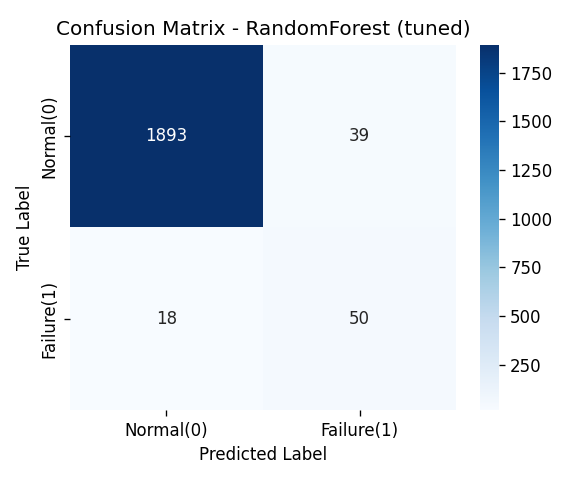 Confusion Matrix - RandomForest (tuned)
True Label
Normal(0)
Failure(1)
1893
39
18
50
Normal(0)
Failure(1)
Predicted Label
1750
1500
1250
1000
750
500
250